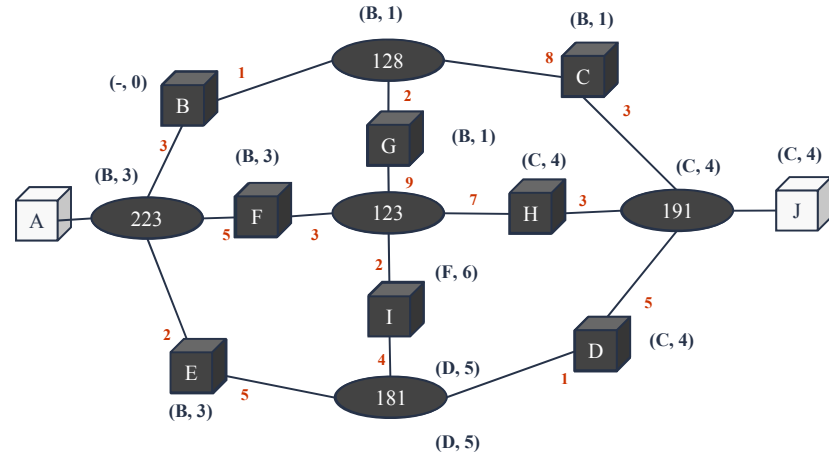 (B, 1)
(B, 1)
128
8
C
(-, 0)
B
1
2
3
G
(B, 1)
3
(B, 3)
(B, 3)
9
(C, 4)
(C, 4)
(C, 4)
A
223
5
F
3
123
7
H
3
191
J
2
(F, 6)
I
5
2
E
4
(D, 5)
D
(C, 4)
1
5
181
(B, 3)
(D, 5)